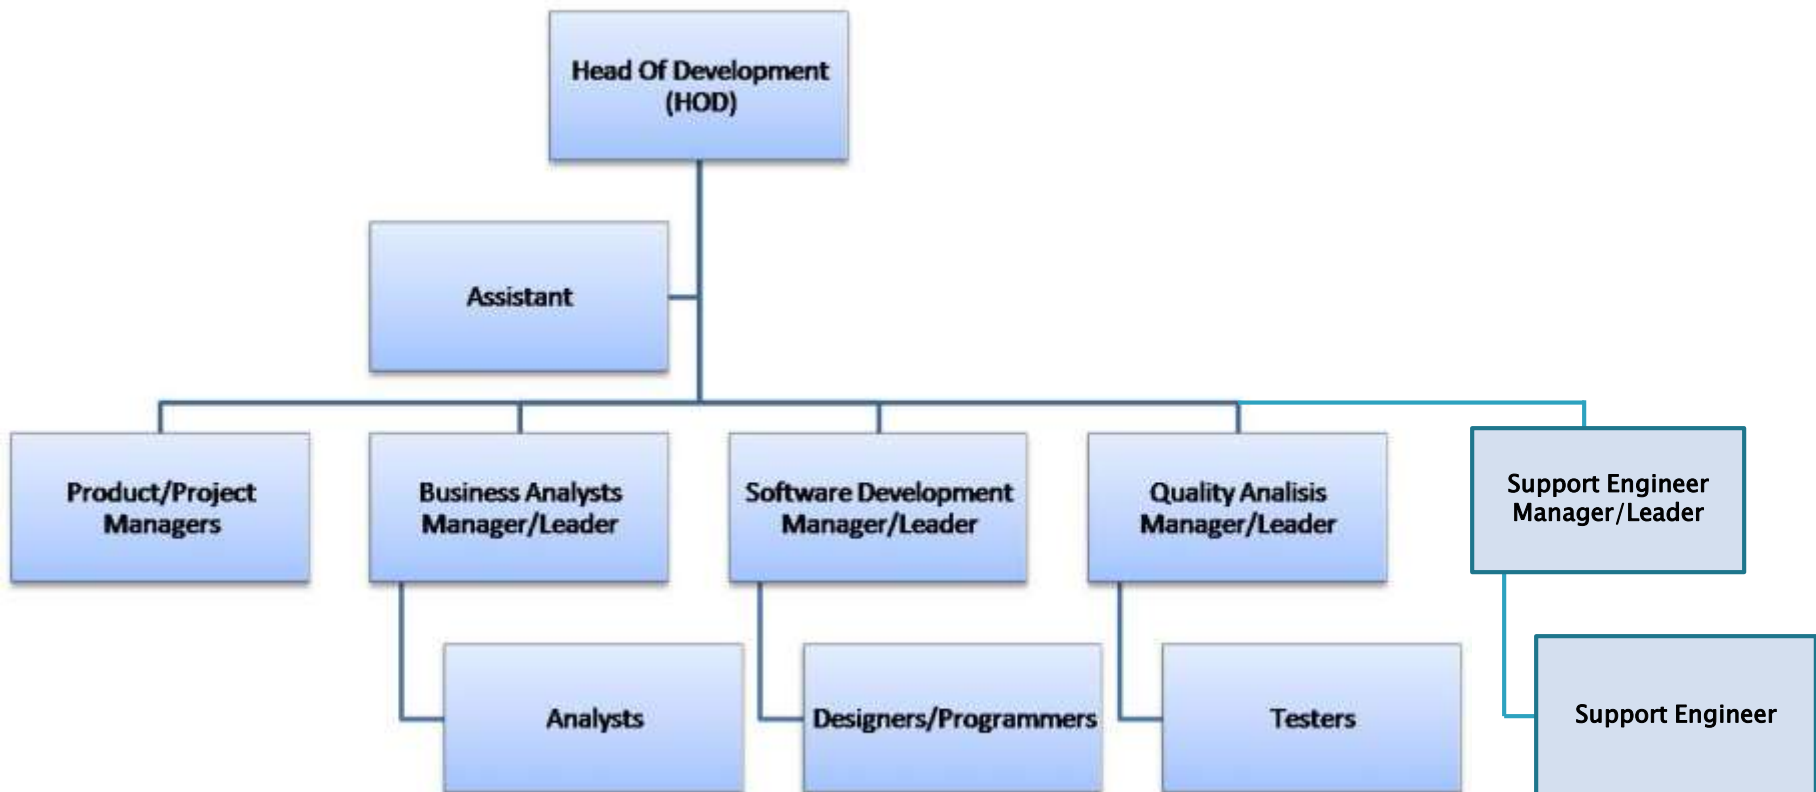 Head Of Development
(HOD)
Assistant
Product/Project
Managers
Business Analysts
Manager/Leader
Software Development
Manager/Leader
Quality Analisis
Manager/Leader
Support Engineer
Manager/Leader
Analysts
Designers/Programmers
Testers
Support Engineer